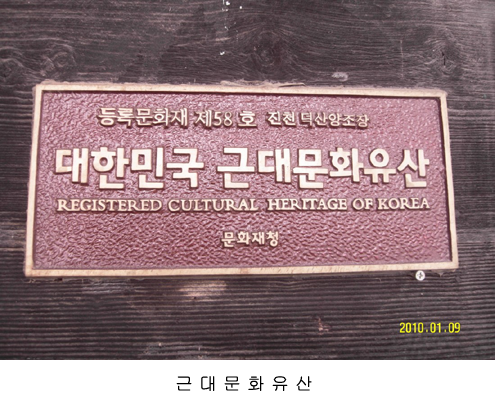 등록문화재 제58호 진천덕산양조장
대한민국 근대문화유산
REGISTERED CULTURAL HERITAGE OF KOREA
문화재청
2010.01.09
근대문화유산